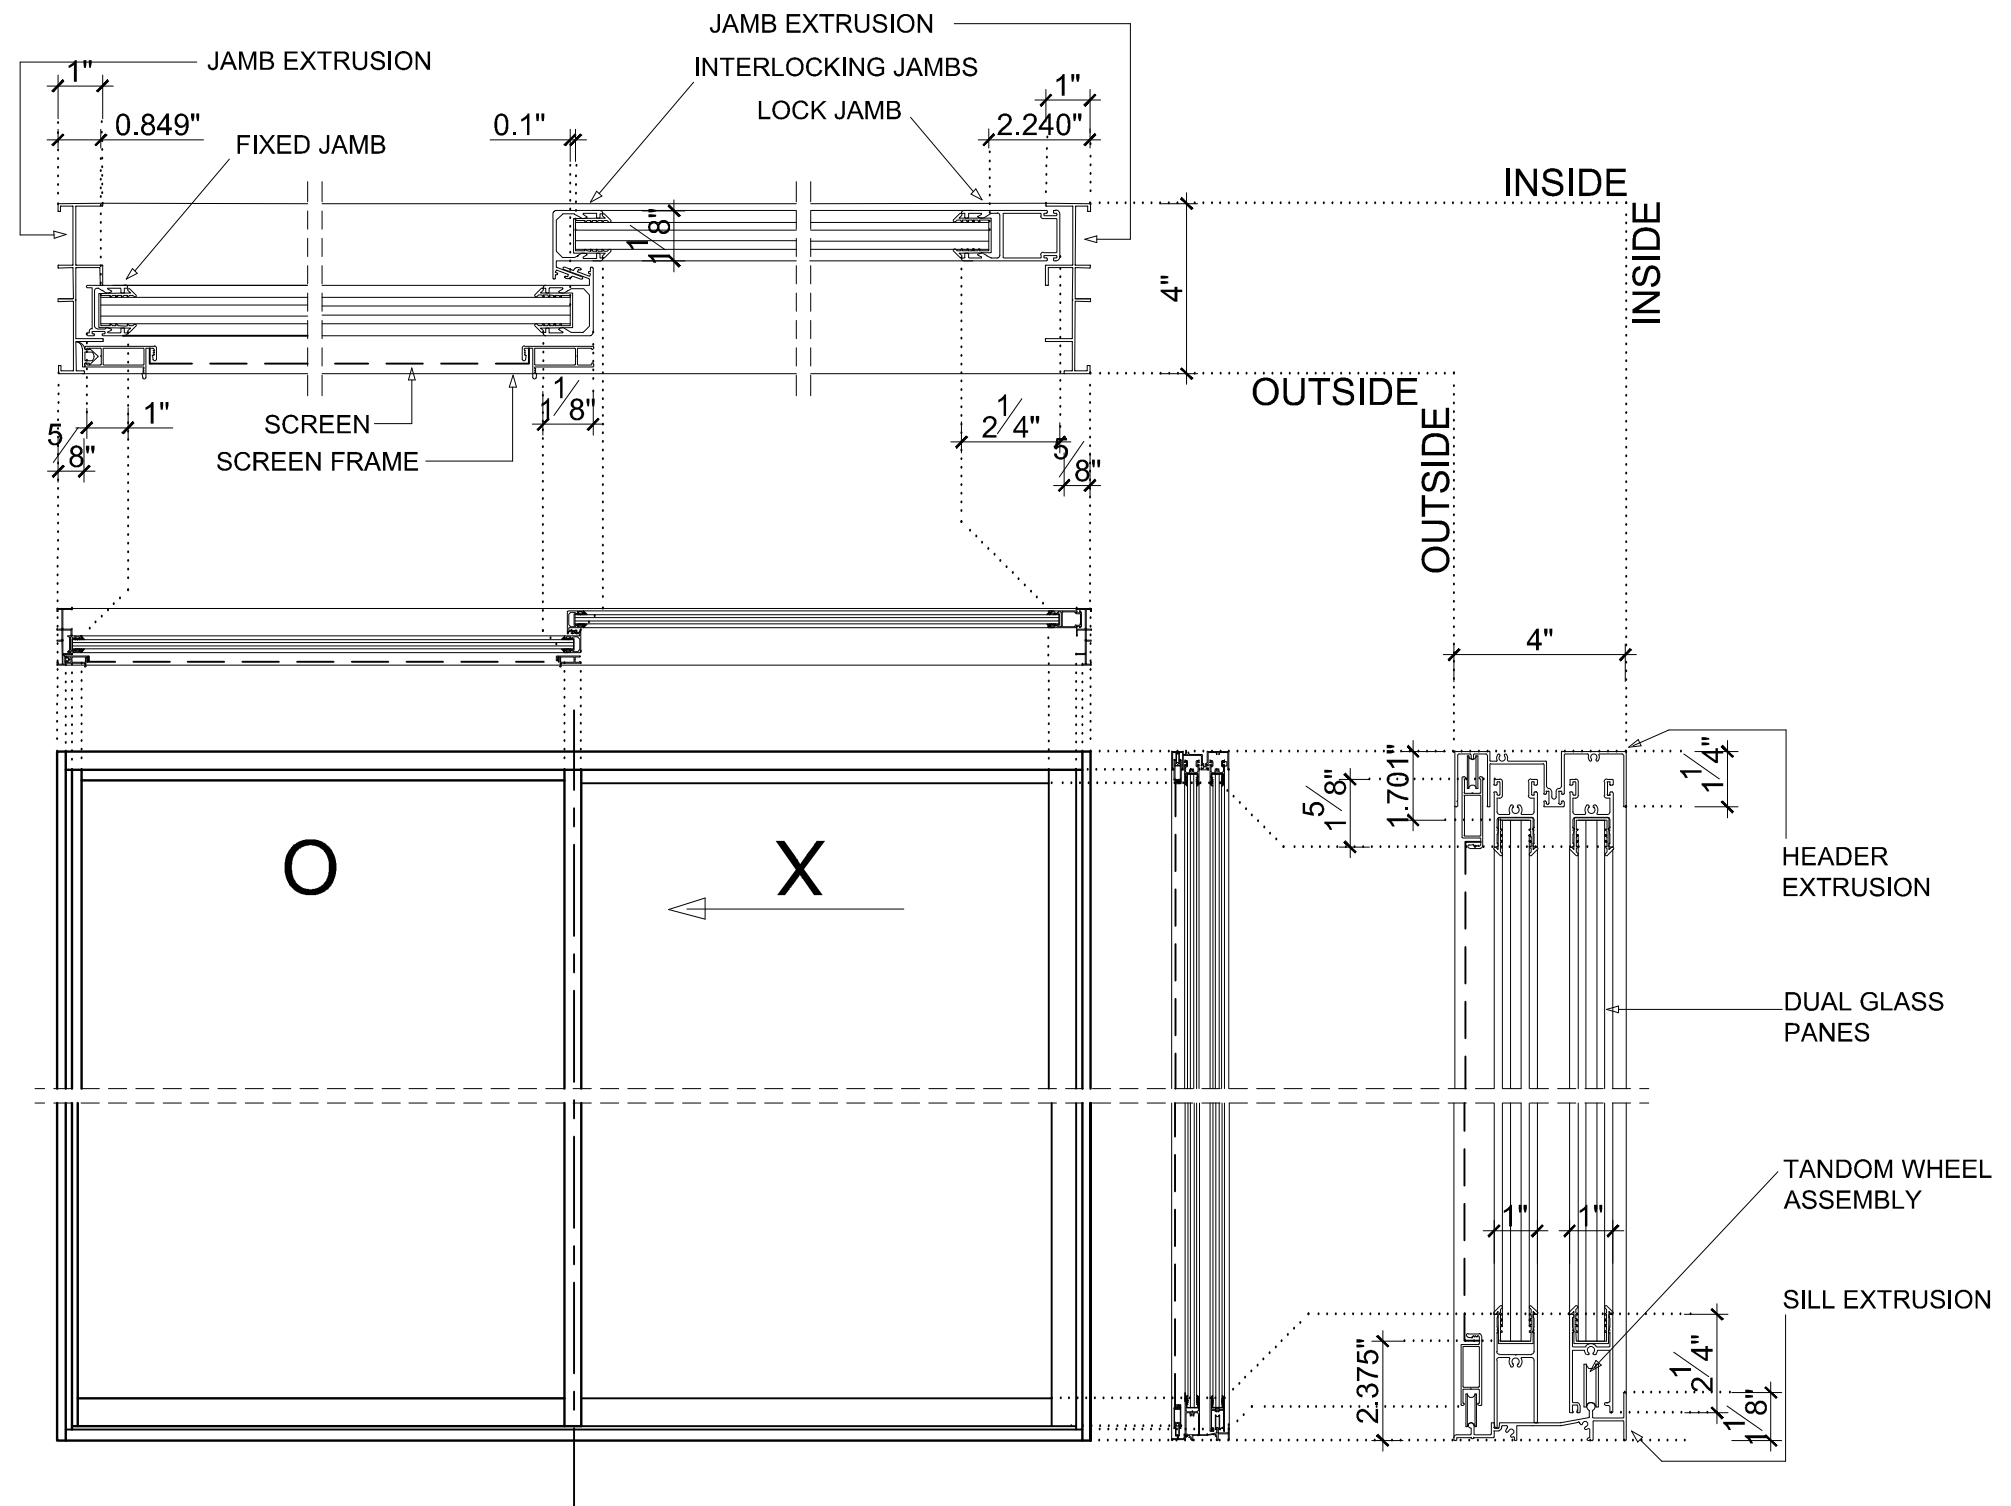 JAMB EXTRUSION
JAMB EXTRUSION
INTERLOCKING JAMBS
LOCK JAMB
FIXED JAMB
1"
0.849"
0.1"
1"
2.240"
1 1/8"
4"
INSIDE
INSIDE
OUTSIDE
OUTSIDE
5/8"
1"
SCREEN
SCREEN FRAME
1 1/8"
2 1/4"
5/8"
4"
O
X
1 5/8"
1.701"
1 1/4"
HEADER
EXTRUSION
DUAL GLASS
PANES
TANDOM WHEEL
ASSEMBLY
1"
1"
SILL EXTRUSION
2.375"
2 1/4"
1 1/8"